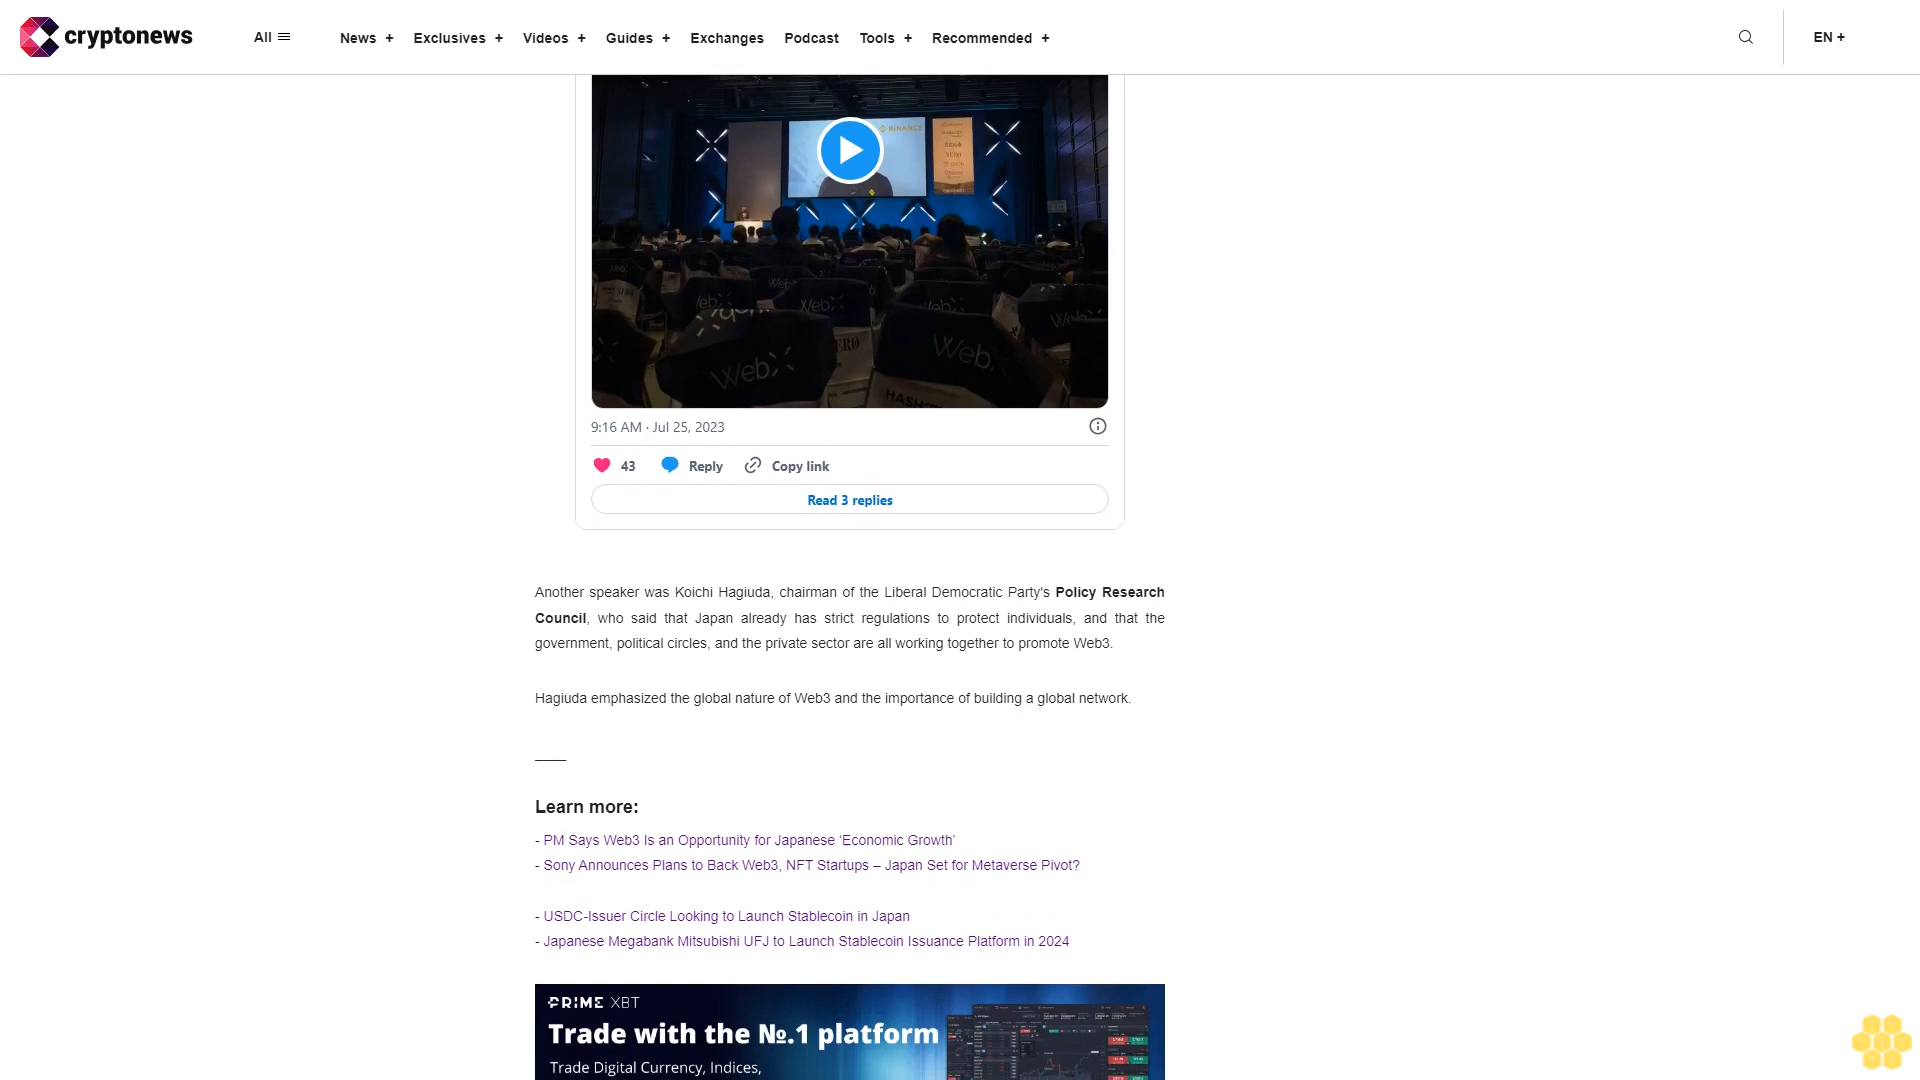 cryptonews
All
News +
Exclusives +
Videos +
Guides +
Exchanges
Podcast
Tools +
Recommended +
EN +
BINANCE
Web
Web
Web
Web
9:16 AM · Jul 25, 2023
43
Reply
Copy link
Read 3 replies
Another speaker was Koichi Hagiuda, chairman of the Liberal Democratic Party's Policy Research
Council, who said that Japan already has strict regulations to protect individuals, and that the
government, political circles, and the private sector are all working together to promote Web3.
Hagiuda emphasized the global nature of Web3 and the importance of building a global network.
____
Learn more:
- PM Says Web3 Is an Opportunity for Japanese ‘Economic Growth’
- Sony Announces Plans to Back Web3, NFT Startups – Japan Set for Metaverse Pivot?
- USDC-Issuer Circle Looking to Launch Stablecoin in Japan
- Japanese Megabank Mitsubishi UFJ to Launch Stablecoin Issuance Platform in 2024
PRIME XBT
Trade with the №.1 platform
Trade Digital Currency, Indices,